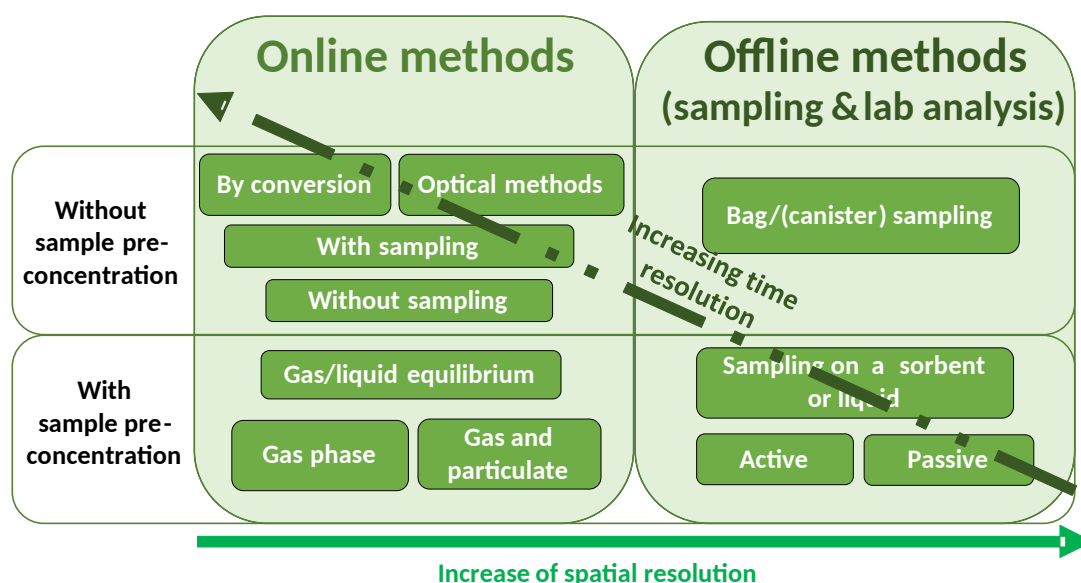 Online methods
Offline methods
(sampling & lab analysis)
Without
sample pre-
concentration
By conversion
Optical methods
With sampling
Without sampling
Bag/(canister) sampling
Increasing time
resolution
With
sample pre-
concentration
Gas/liquid equilibrium
Gas phase
Gas and
particulate
Sampling on a sorbent
or liquid
Active
Passive
Increase of spatial resolution